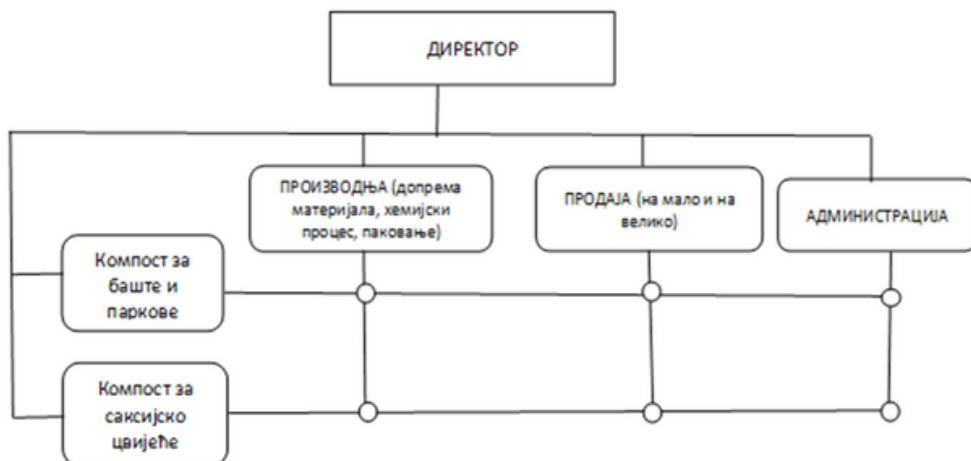 ДИРЕКТОР
ПРОИЗВОДЊА (допрема
материјала, хемијски
процес, паковање)
ПРОДАЈА (на мало и на
велико)
АДМИНИСТРАЦИЈА
Компост за
баште и
паркове
Компост за
саксијско
цвијеће